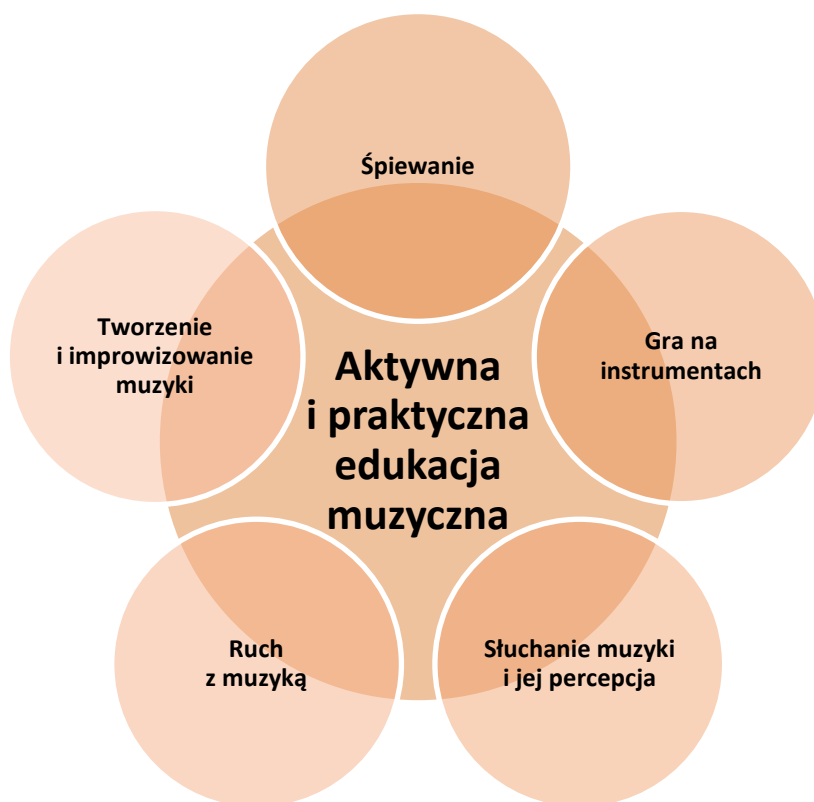 Śpiewanie
Gra na
instrumentach
Słuchanie muzyki
i jej percepcja
Ruch
z muzyką
Tworzenie
i improwizowanie
muzyki
Aktywna
i praktyczna
edukacja
muzyczna